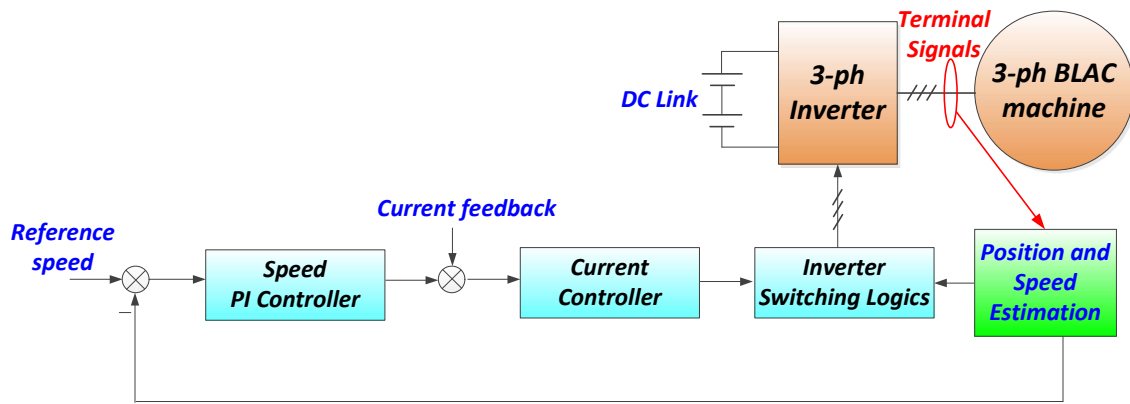 Terminal
Signals
3-ph
Inverter
3-ph BLAC
machine
DC Link
Current feedback
Reference
speed
Speed
PI Controller
Current
Controller
Inverter
Switching Logics
Position and
Speed
Estimation